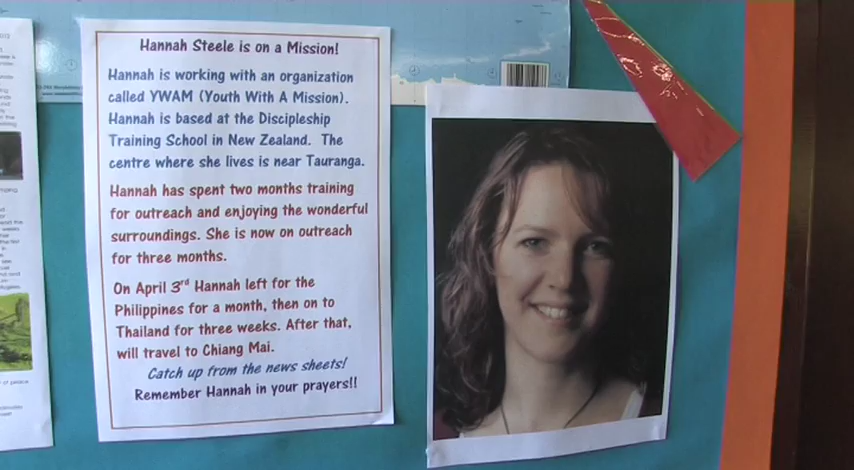 Hannah Steele is on a Mission!
Hannah is working with an organization
called YWAM (Youth With A Mission).
Hannah is based at the Discipleship
Training School in New Zealand. The
centre where she lives is near Tauranga.
Hannah has spent two months training
for outreach and enjoying the wonderful
surroundings. She is now on outreach
for three months.
On April 3rd Hannah left for the
Philippines for a month, then on to
Thailand for three weeks. After that,
will travel to Chiang Mai.
Catch up from the news sheets!
Remember Hannah in your prayers!!